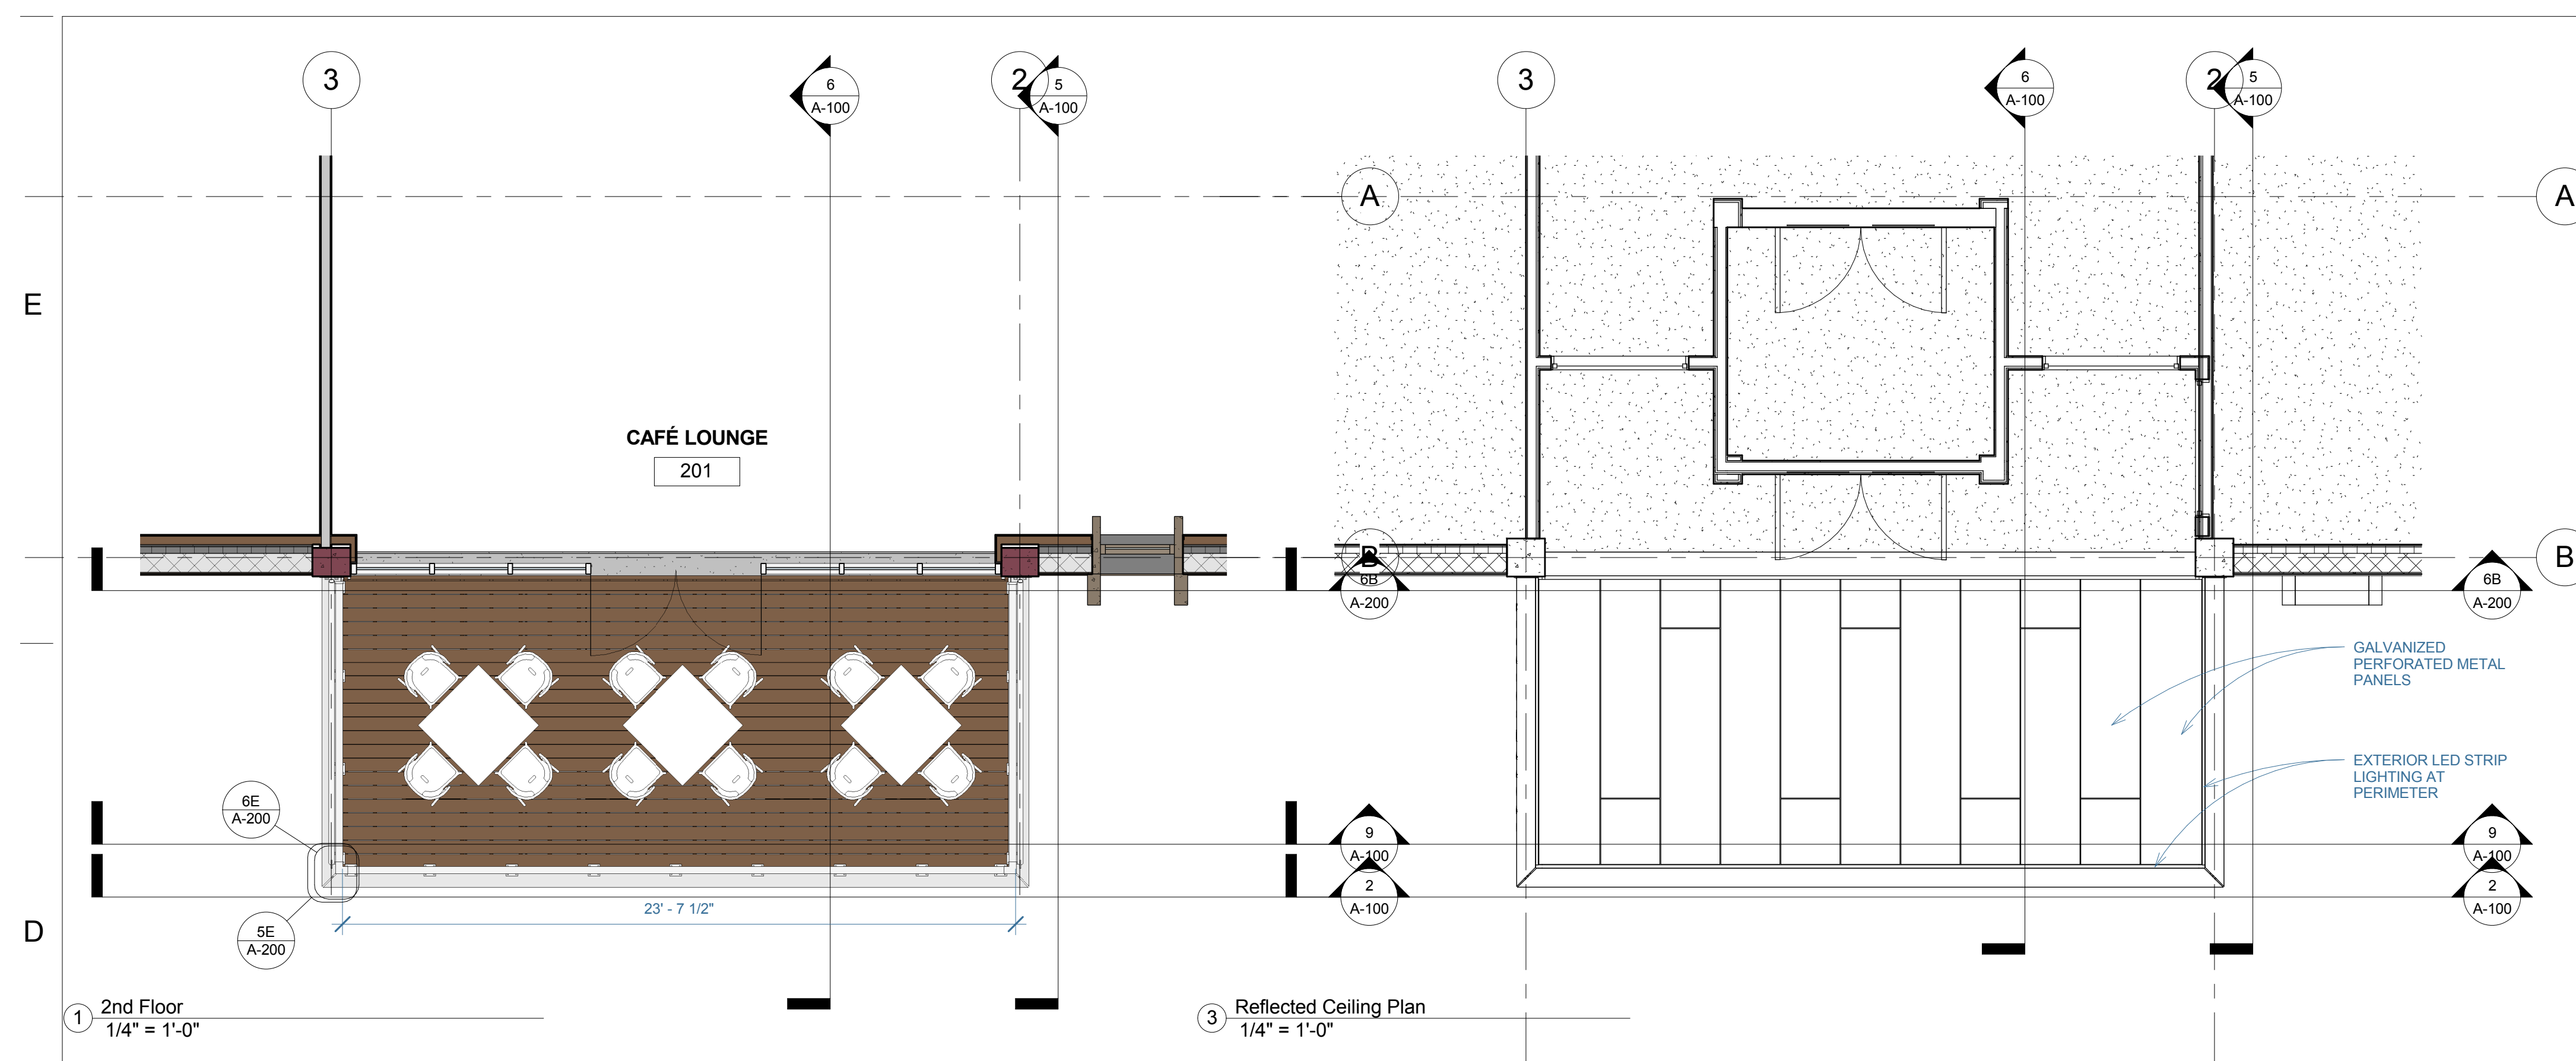 3
6
A-100
2
5
A-100
3
6
A-100
2
5
A-100
A
A
E
CAFÉ LOUNGE
201
B
6B
A-200
B
6B
A-200
GALVANIZED
PERFORATED METAL
PANELS
EXTERIOR LED STRIP
LIGHTING AT
PERIMETER
6E
A-200
9
A-100
9
A-100
2
A-100
2
A-100
23' - 7 1/2"
D
5E
A-200
1
2nd Floor
1/4" = 1'-0"
3
Reflected Ceiling Plan
1/4" = 1'-0"